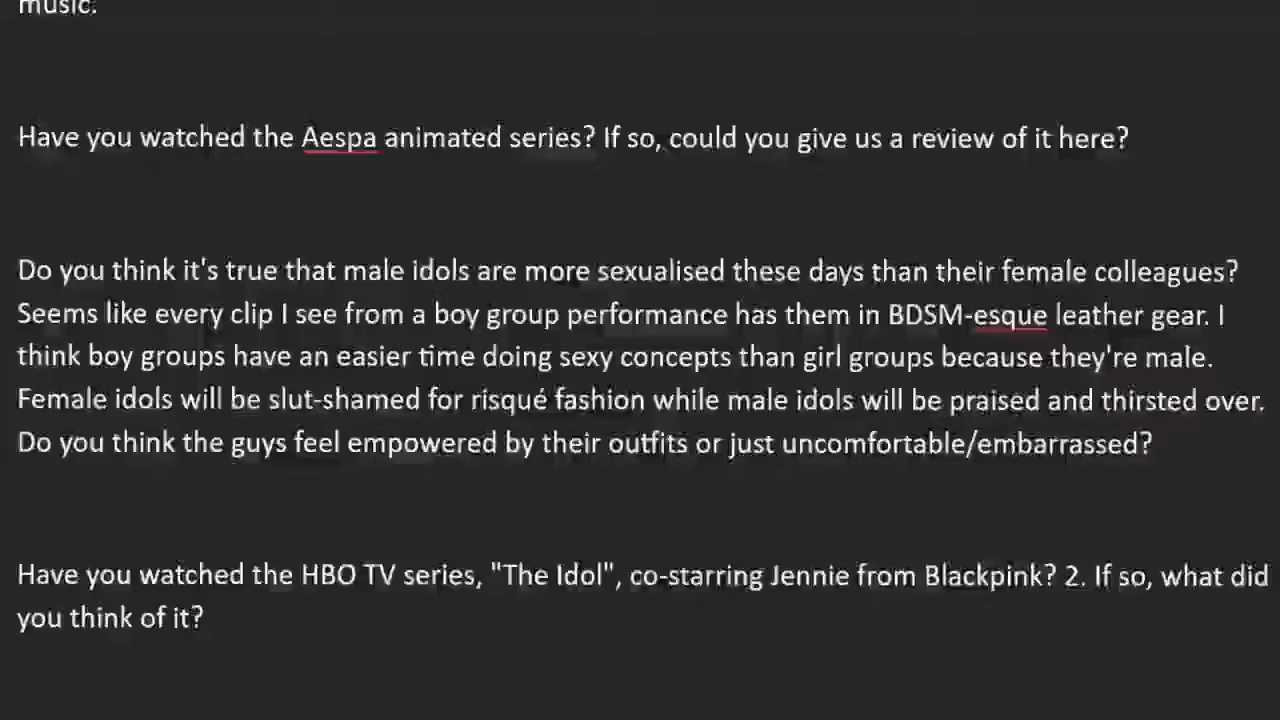 music.
Have you watched the Aespa animated series? If so, could you give us a review of it here?
Do you think it's true that male idols are more sexualised these days than their female colleagues?
Seems like every clip I see from a boy group performance has them in BDSM-esque leather gear. I
think boy groups have an easier time doing sexy concepts than girl groups because they're male.
Female idols will be slut-shamed for risqué fashion while male idols will be praised and thirsted over.
Do you think the guys feel empowered by their outfits or just uncomfortable/embarrassed?
Have you watched the HBO TV series, "The Idol", co-starring Jennie from Blackpink? 2. If so, what did
you think of it?